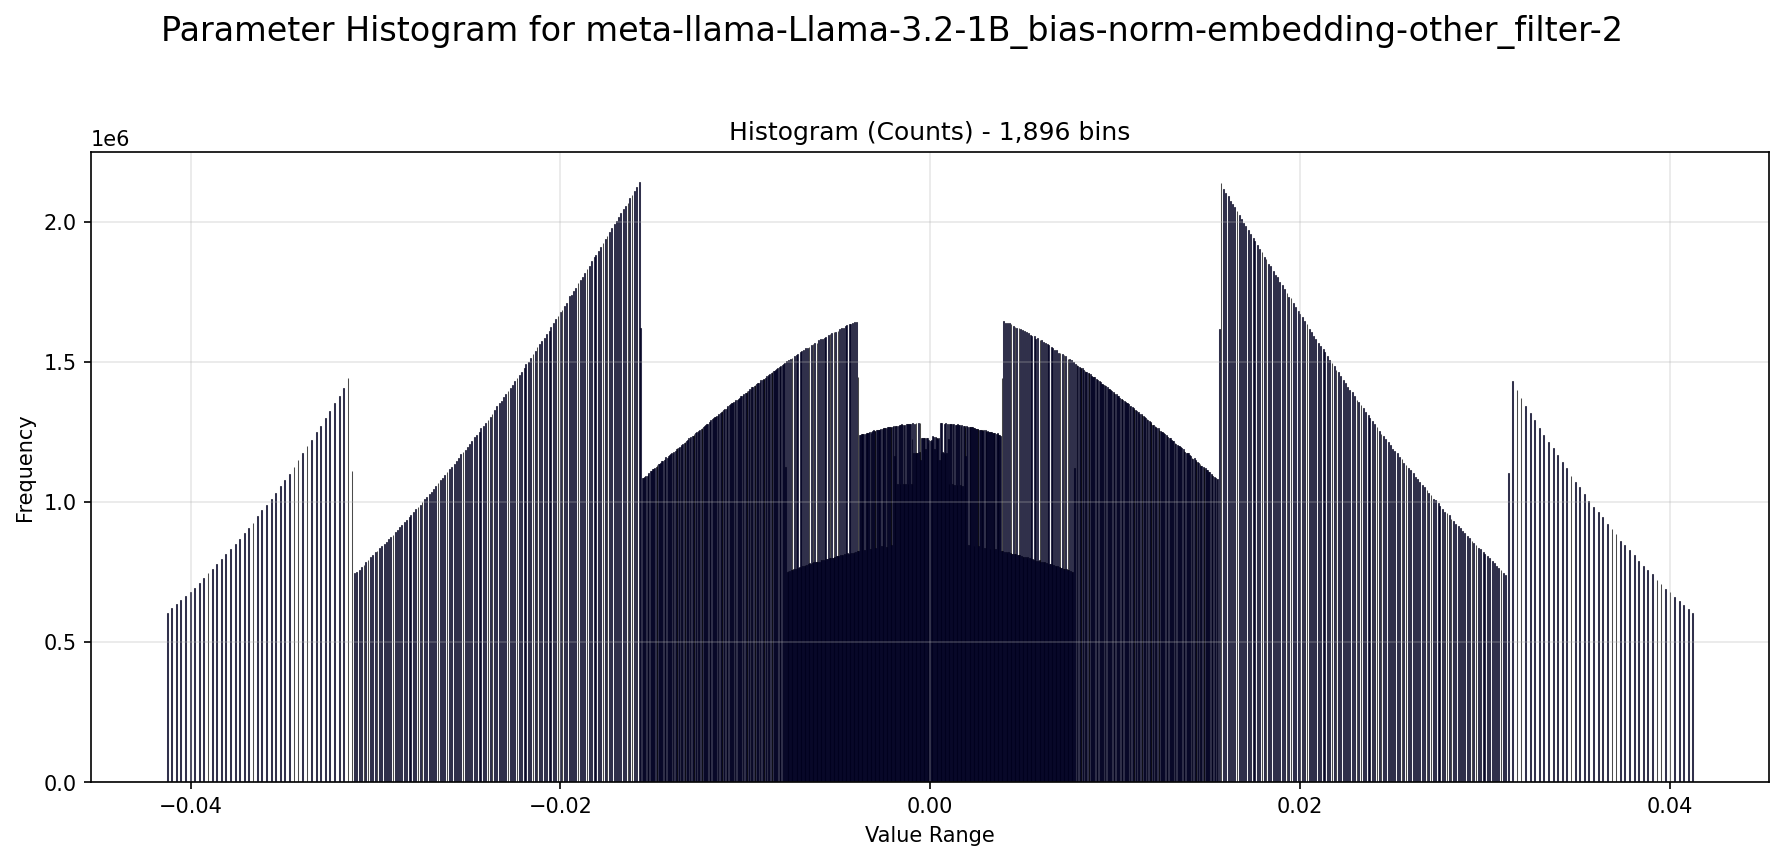 Parameter Histogram for meta-llama-Llama-3.2-1B_bias-norm-embedding-other_filter-2
Histogram (Counts) - 1,896 bins
1e6
2.0
1.5
1.0
0.5
0.0
Frequency
−0.04
−0.02
0.00
0.02
0.04
Value Range